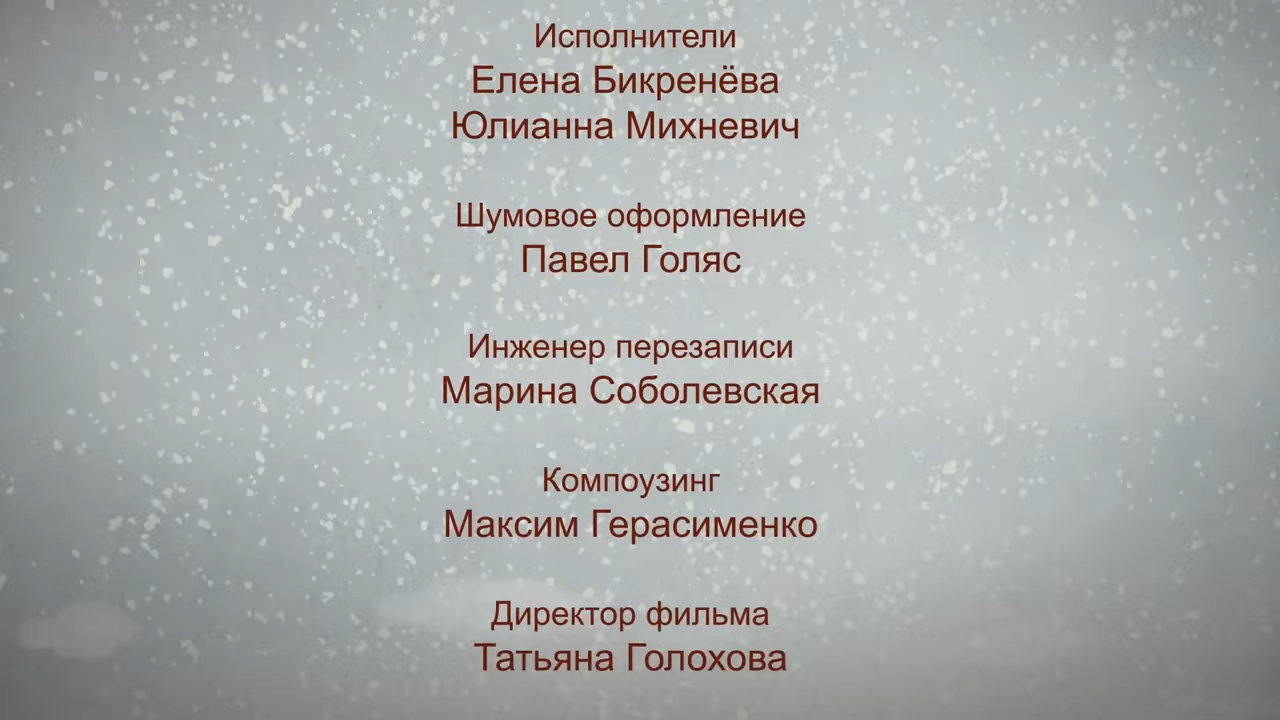 Исполнители
Елена Бикренёва
Юлианна Михневич
Шумовое оформление
Павел Голяс
Инженер перезаписи
Марина Соболевская
Компоузинг
Максим Герасименко
Директор фильма
Татьяна Голохова